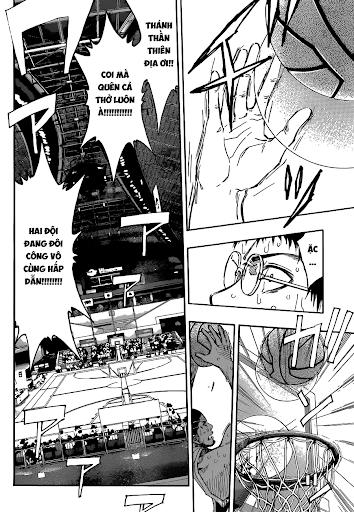 THÁNH
THẦN
THIÊN
ĐỊA ƠI!!
COI MÀ
QUÊN CẢ
THỞ LUÔN
À!!!!!!!!!!!
HAI ĐỘI
ĐANG ĐÔI
CÔNG VÔ
CÙNG HẤP
DẪN!!!!!!!!
ẶC
...